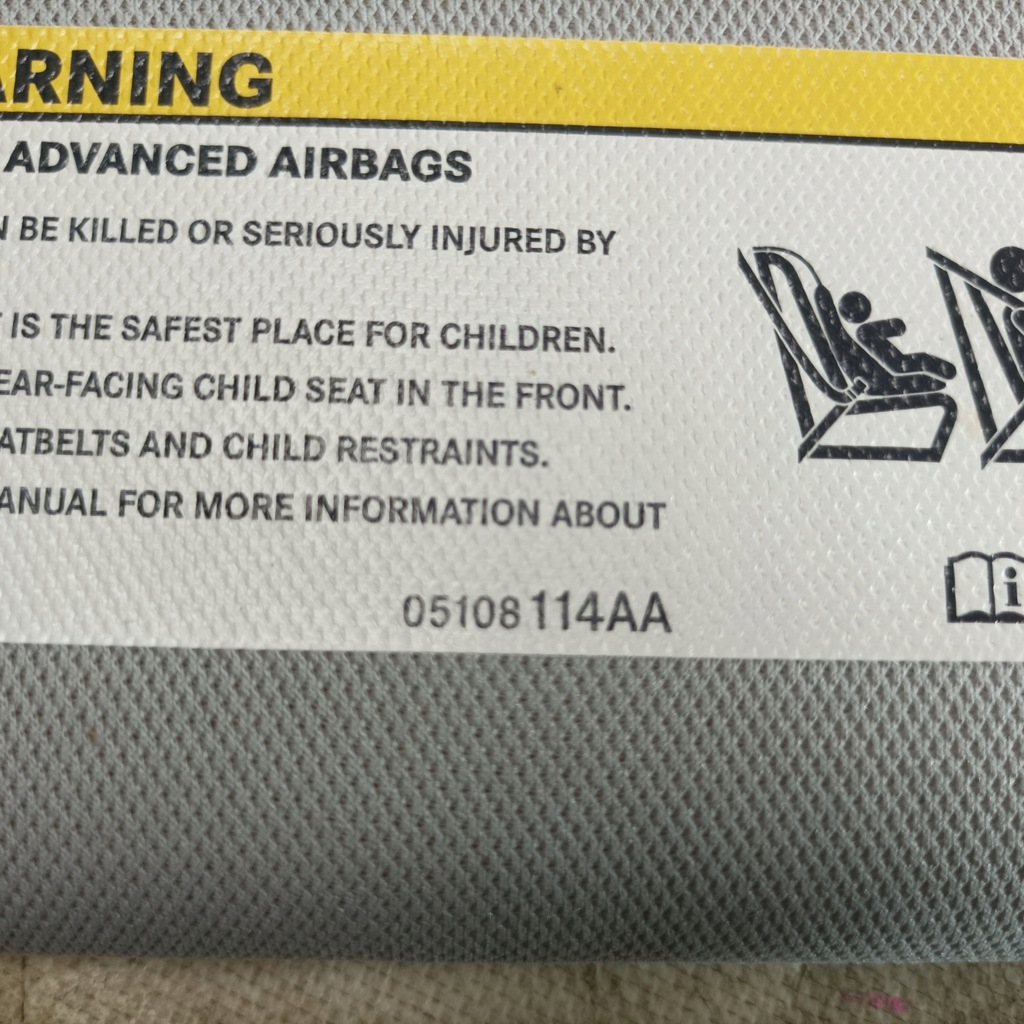 ARNING
ADVANCED AIRBAGS
N BE KILLED OR SERIOUSLY INJURED BY
IS THE SAFEST PLACE FOR CHILDREN.
EAR-FACING CHILD SEAT IN THE FRONT.
ATBELTS AND CHILD RESTRAINTS.
ANUAL FOR MORE INFORMATION ABOUT
i
05108114AA